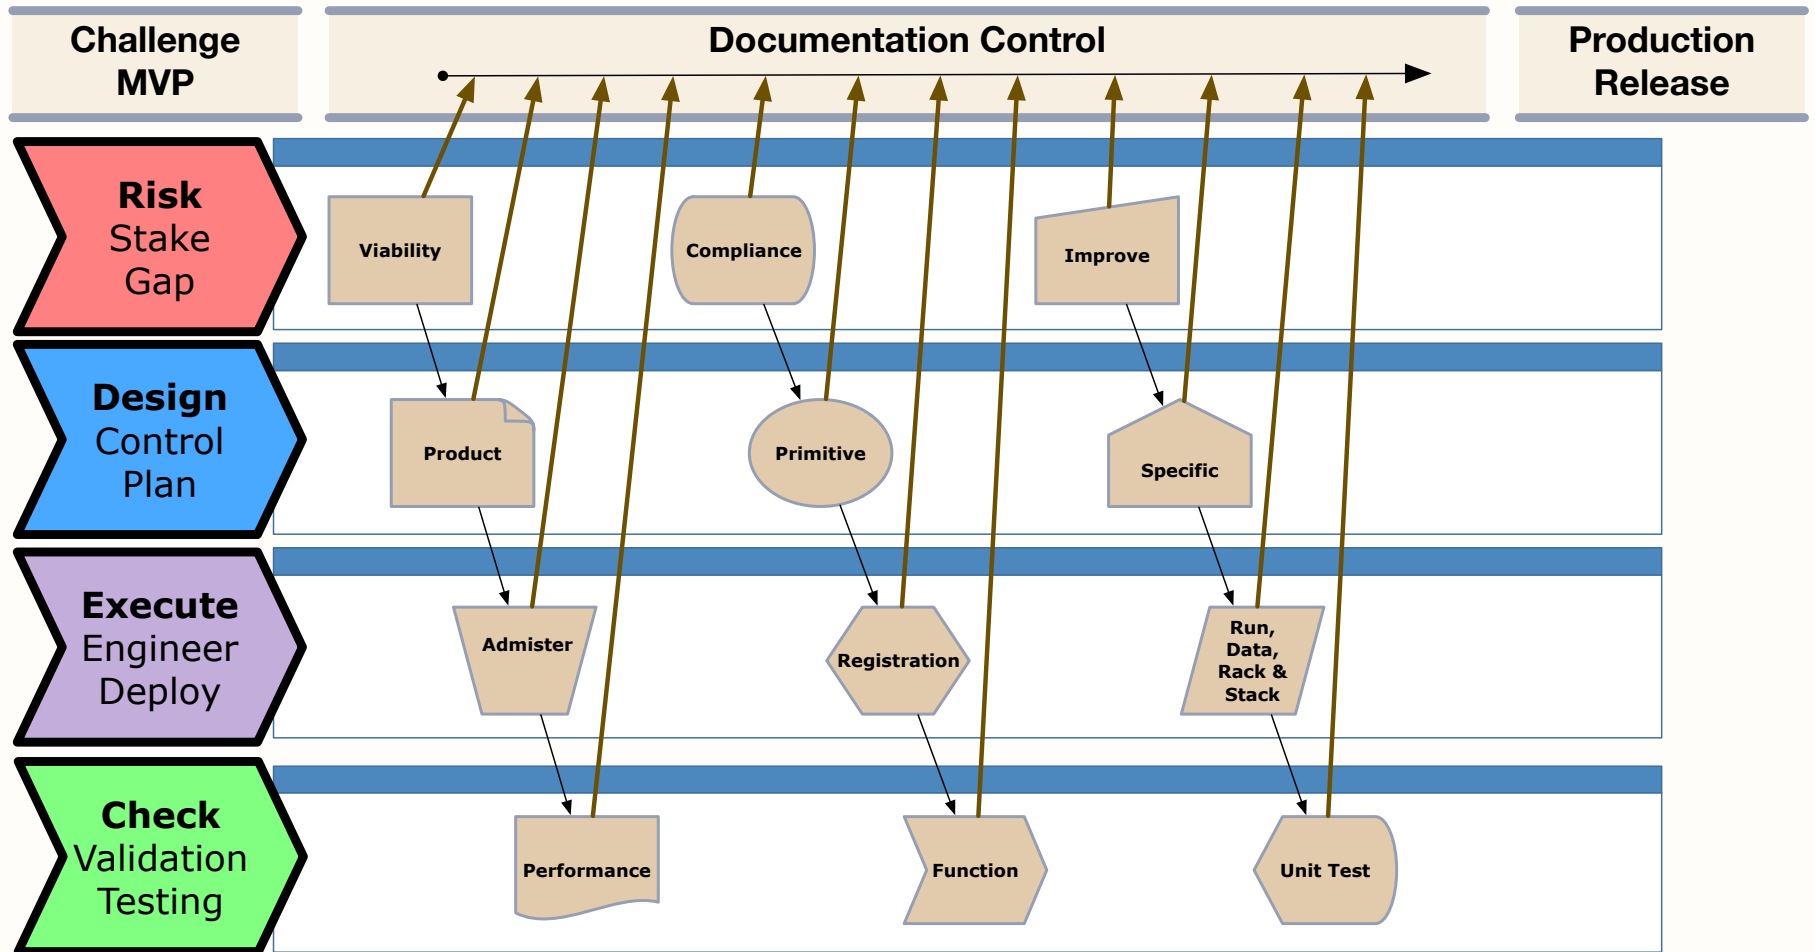 Challenge
MVP
Documentation Control
Production
Release
Risk
Stake
Gap
Viability
Compliance
Improve
Design
Control
Plan
Product
Primitive
Specific
Execute
Engineer
Deploy
Admister
Registration
Run,
Data,
Rack &
Stack
Check
Validation
Testing
Performance
Function
Unit Test